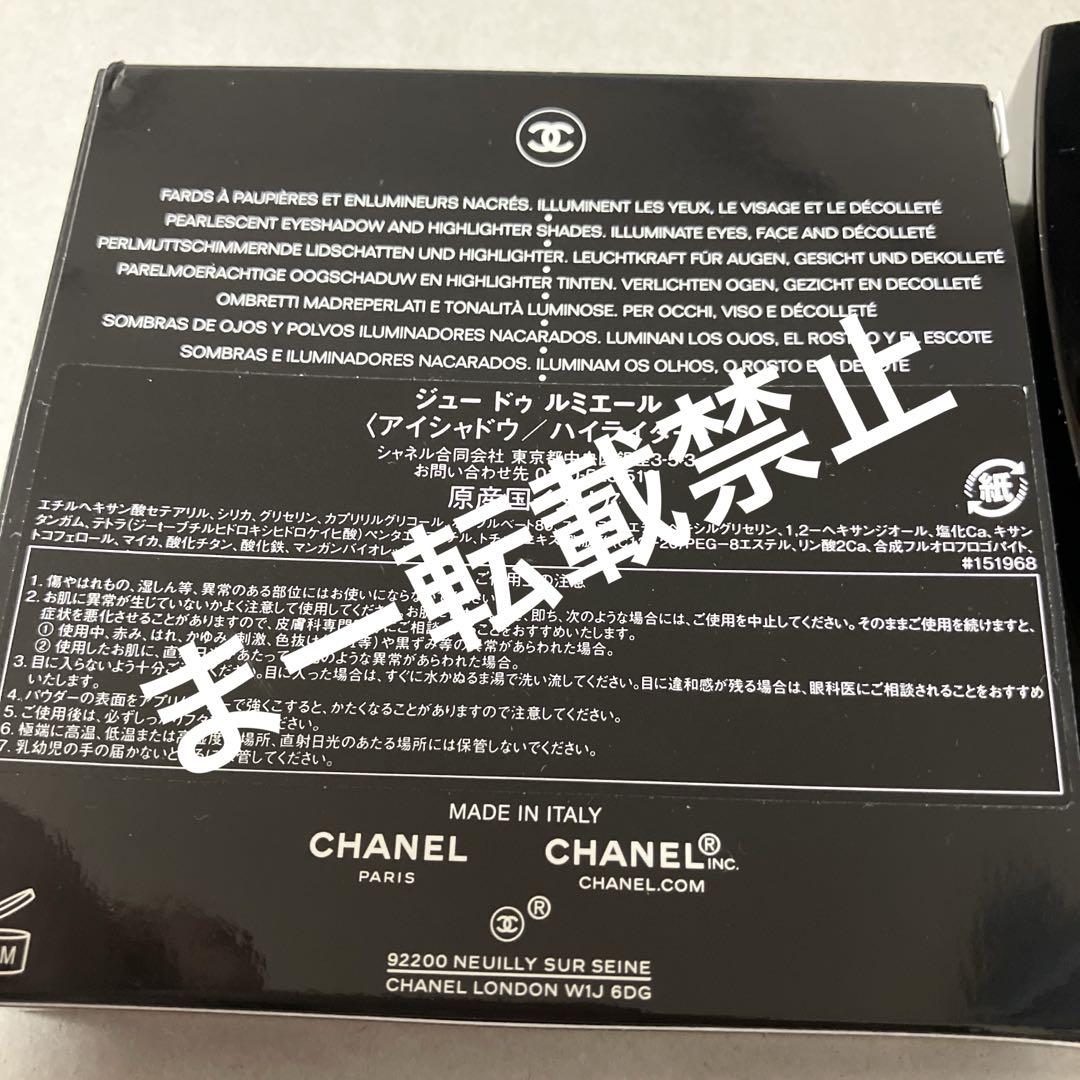 FARDS À PAUPIÈRES ET ENLUMINEURS NACRÉS. ILLUMINENT LES YEUX, LE VISAGE ET LE DÉCOLLETÉ
PEARLESCENT EYESHADOW AND HIGHLIGHTER SHADES. ILLUMINATE EYES, FACE AND DÉCOLLETÉ
PERLMUTTSCHIMMERNDE LIDSCHATTEN UND HIGHLIGHTER. LEUCHTKRAFT FÜR AUGEN, GESICHT UND DEKOLLETÉ
PARELMOERACHTIGE OOGSCHADUW EN HIGHLIGHTER TINTEN. VERLICHTEN OGEN, GEZICHT EN DECOLLETÉ
OMBRETTI MADREPERLATI E TONALITÀ LUMINOSE. PER OCCHI, VISO E DÉCOLLETÉ
SOMBRAS DE OJOS Y POLVOS ILUMINADORES NACARADOS. LUMINAN LOS OJOS, EL ROSTRO Y EL ESCOTE
SOMBRAS E ILUMINADORES NACARADOS. ILUMINAM OS OLHOS, O ROSTO E
ジュー ドゥ ルミエール
〈アイシャドウ/ハイライター
シャネル合同会社 東京都中央区銀座3-5-3
お問い合わせ先
原産国
紙
エチルヘキサン酸セテアリル、シリカ、グリセリン、カプリリルグリコール、 シルグリセリン、1,2-ヘキサンジオール、塩化Ca、キサン
タンガム、テトラ(ジ-t-ブチルヒドロキシヒドロケイヒ酸)ペンタエ PEG-8エステル、リン酸2Ca、合成フルオロフロゴパイト、
トコフェロール、マイカ、酸化チタン、酸化鉄、マンガンバイオレット
#151968
ご使用上の注意
1. 傷やはれもの、湿しん等、異常のある部位にはお使いにならない
2. お肌に異常が生じていないかよく注意して使用してください。お肌 即ち、次のような場合には、ご使用を中止してください。そのままご使用を続けますと、
症状を悪化させることがありますので、皮膚科専門 にご相談 ことをおすすめいたします。
① 使用中、赤み、はれ、かゆみ、刺激、色抜け 等)や黒ずみ等の異常があらわれた場合。
② 使用したお肌に、直射日光があたって のような異常があらわれた場合。
3. 目に入らないよう十分ご ください。目に入った場合は、すぐに水かぬるま湯で洗い流してください。目に違和感が残る場合は、眼科医にご相談されることをおすすめ
いたします。
4. パウダーの表面をアプリ で強くこすると、かたくなることがありますので注意してください。
5. ご使用後は、必ずしっかりフタ ださい。
6. 極端に高温、低温または高湿度 場所、直射日光のあたる場所には保管しないでください。
7. 乳幼児の手の届かないところに保管してください。
まー転載禁止
MADE IN ITALY
CHANEL
PARIS
CHANEL® INC.
CHANEL.COM
®
M
92200 NEUILLY SUR SEINE
CHANEL LONDON W1J 6DG